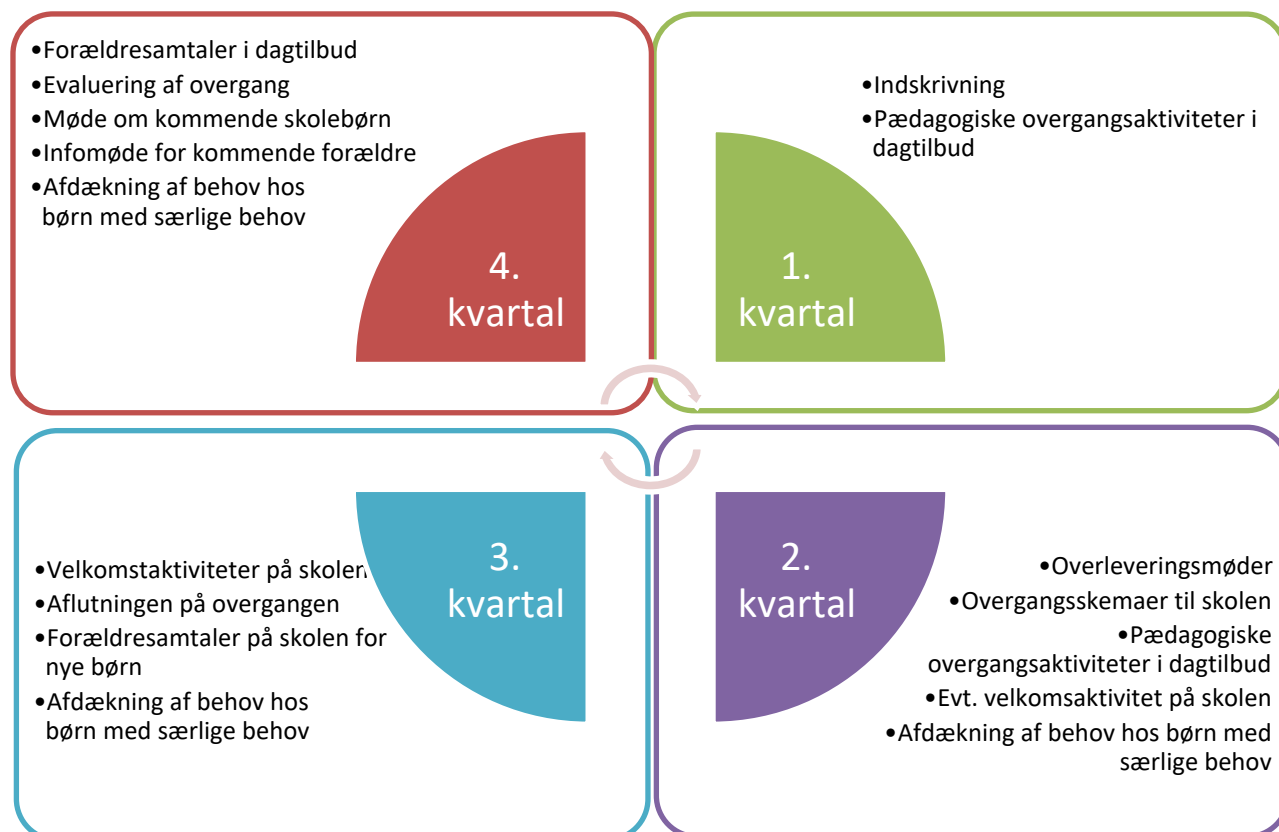 •Forældresamtaler i dagtilbud
•Evaluering af overgang
•Møde om kommende skolebørn
•Infomøde for kommende forældre
•Afdækning af behov hos
børn med særlige behov
4.
kvartal
•Indskrivning
•Pædagogiske overgangsaktiviteter i
dagtilbud
1.
kvartal
•Velkomstaktiviteter på skolen
•Aflutningen på overgangen
•Forældresamtaler på skolen for
nye børn
•Afdækning af behov hos
børn med særlige behov
3.
kvartal
2.
kvartal
•Overleveringsmøder
•Overgangsskemaer til skolen
•Pædagogiske
overgangsaktiviteter i dagtilbud
•Evt. velkomsaktivitet på skolen
•Afdækning af behov hos børn med
særlige behov